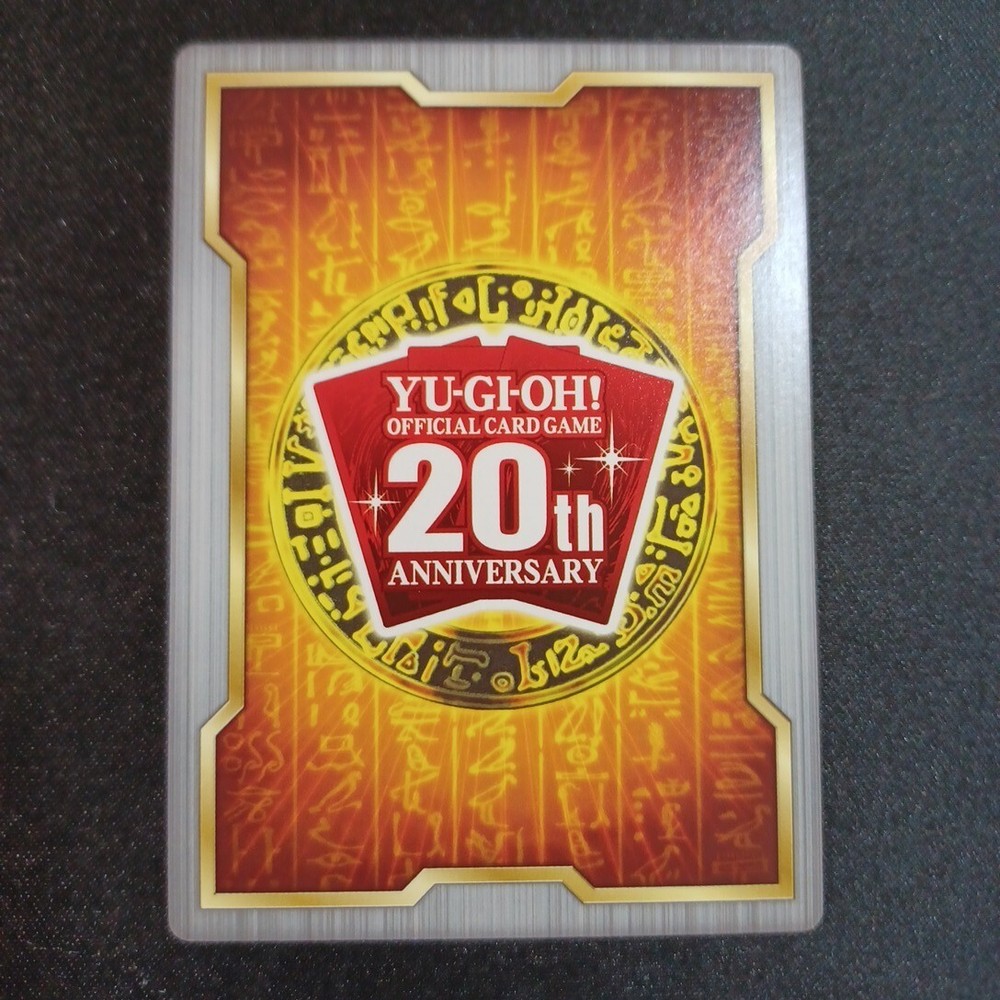 YU-GI-OH!
OFFICIAL CARD GAME
20th
ANNIVERSARY